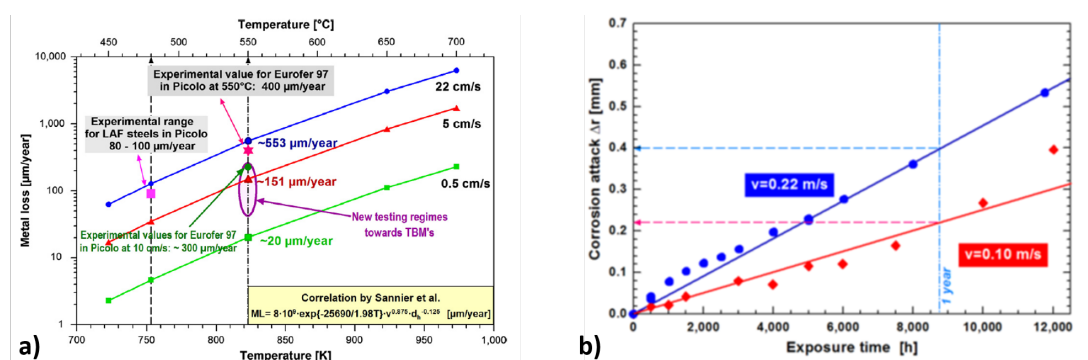 Temperature [°C]
450 500 550 600 650 700
10,000
1,000
100
10
1
Metal loss [µm/year]
Experimental value for Eurofer 97
in Picolo at 550°C: 400 µm/year
22 cm/s
Experimental range
for LAF steels in Picolo
80 - 100 µm/year
5 cm/s
~553 µm/year
~151 µm/year
0.5 cm/s
New testing regimes
towards TBM's
Experimental values for Eurofer 97
in Picolo at 10 cm/s: ~ 300 µm/year
~20 µm/year
Correlation by Sannier et al.
ML= 8·10⁹·exp{-25690/1.98T}·v^0.875·d_h^-0.125 [µm/year]
700 750 800 850 900 950 1,000
Temperature [K]
a)
Corrosion attack Δr [mm]
0.7
0.6
0.5
0.4
0.3
0.2
0.1
0.0
v=0.22 m/s
v=0.10 m/s
1 year
0 2,000 4,000 6,000 8,000 10,000 12,000
Exposure time [h]
b)